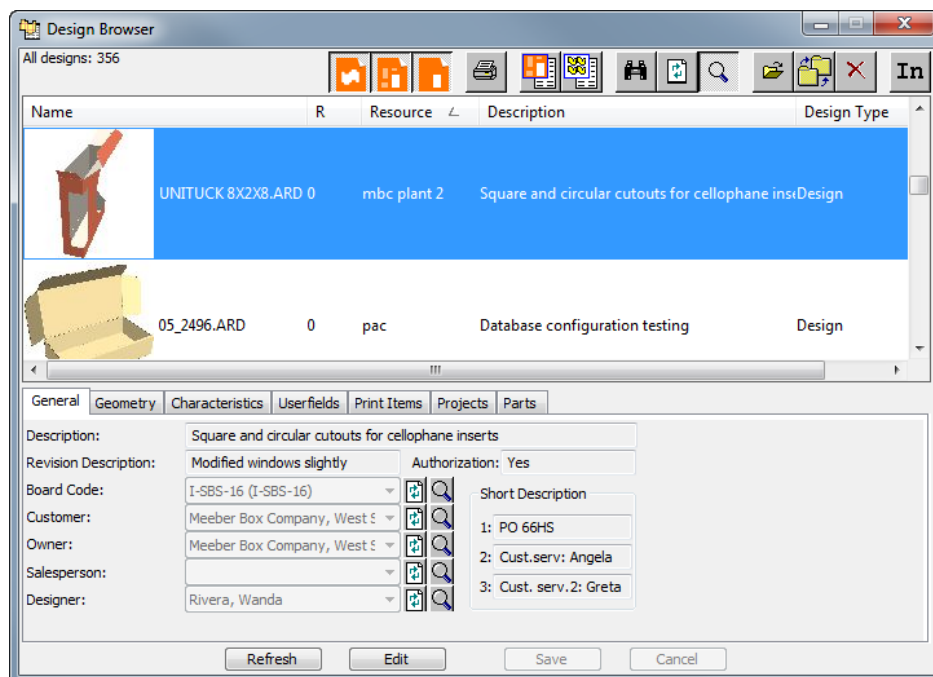 Design Browser
All designs: 356
In
Name R Resource Description Design Type
UNITUCK 8X2X8.ARD 0 mbc plant 2 Square and circular cutouts for cellophane inse Design
05_2496.ARD 0 pac Database configuration testing Design
General Geometry Characteristics Userfields Print Items Projects Parts
Description: Square and circular cutouts for cellophane inserts
Revision Description: Modified windows slightly Authorization: Yes
Board Code: I-SBS-16 (I-SBS-16) Short Description
Customer: Meeber Box Company, West S 1: PO 66HS
Owner: Meeber Box Company, West S 2: Cust.serv: Angela
Salesperson: 3: Cust. serv.2: Greta
Designer: Rivera, Wanda
Refresh Edit Save Cancel